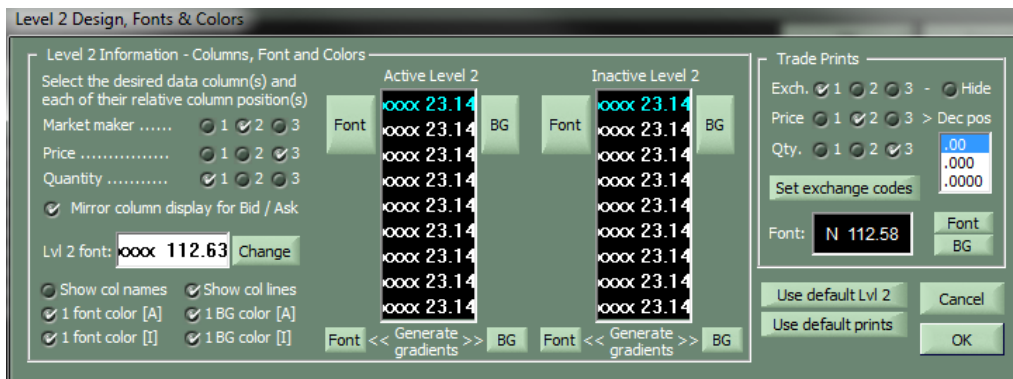 Level 2 Design, Fonts & Colors
Level 2 Information - Columns, Font and Colors
Select the desired data column(s) and
each of their relative column position(s)
Market maker ...... 1 2 3
Price ................ 1 2 3
Quantity ........... 1 2 3
Mirror column display for Bid / Ask
Lvl 2 font: xxxx 112.63 Change
Show col names Show col lines
1 font color [A] 1 BG color [A]
1 font color [I] 1 BG color [I]
Active Level 2
Font
xxxx 23.14
xxxx 23.14
xxxx 23.14
xxxx 23.14
xxxx 23.14
xxxx 23.14
xxxx 23.14
xxxx 23.14
xxxx 23.14
BG
Font << Generate >> BG
gradients
Inactive Level 2
Font
xxxx 23.14
xxxx 23.14
xxxx 23.14
xxxx 23.14
xxxx 23.14
xxxx 23.14
xxxx 23.14
xxxx 23.14
xxxx 23.14
BG
Font << Generate >> BG
gradients
Trade Prints
Exch. 1 2 3 - Hide
Price 1 2 3 > Dec pos
Qty. 1 2 3
.00
.000
.0000
Set exchange codes
Font: N 112.58
Font
BG
Use default Lvl 2
Use default prints
Cancel
OK